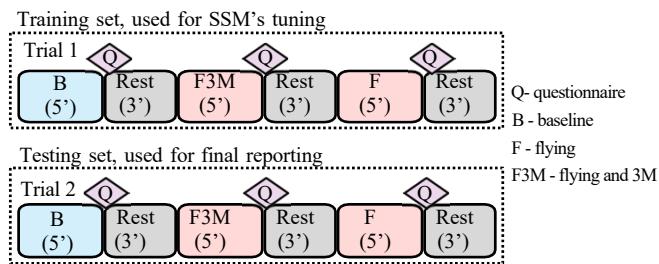 Training set, used for SSM's tuning
Trial 1
Q Q Q
B Rest F3M Rest F Rest
(5') (3') (5') (3') (5') (3')
Q- questionnaire
B - baseline
F - flying
F3M - flying and 3M
Testing set, used for final reporting
Trial 2
Q Q Q
B Rest F3M Rest F Rest
(5') (3') (5') (3') (5') (3')